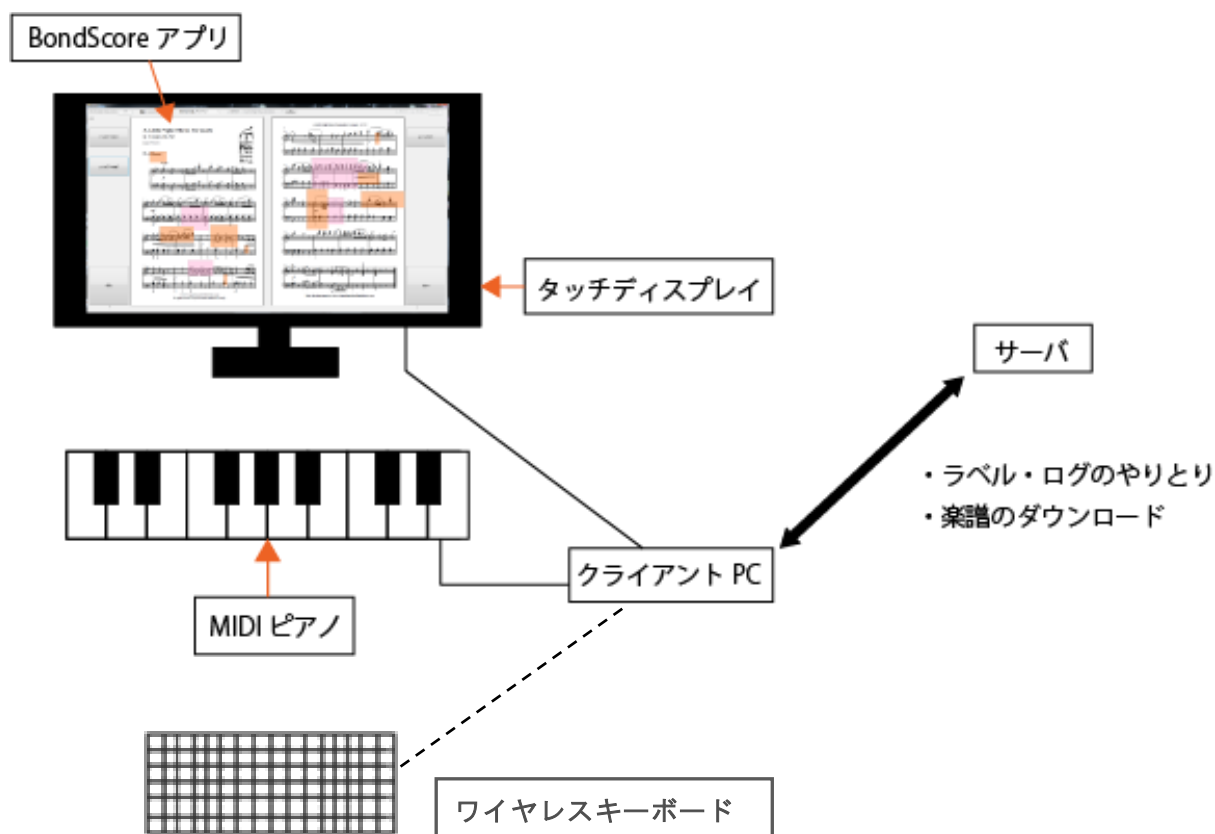 BondScore アプリ
タッチディスプレイ
サーバ
・ラベル・ログのやりとり
・楽譜のダウンロード
クライアント PC
MIDI ピアノ
ワイヤレスキーボード